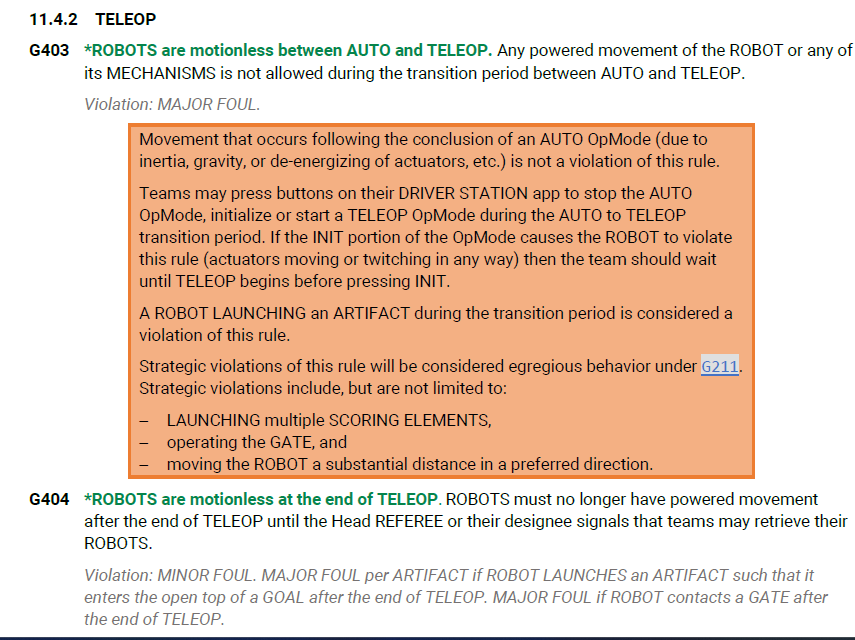 11.4.2 TELEOP
G403 *ROBOTS are motionless between AUTO and TELEOP. Any powered movement of the ROBOT or any of
its MECHANISMS is not allowed during the transition period between AUTO and TELEOP.
Violation: MAJOR FOUL.
Movement that occurs following the conclusion of an AUTO OpMode (due to
inertia, gravity, or de-energizing of actuators, etc.) is not a violation of this rule.
Teams may press buttons on their DRIVER STATION app to stop the AUTO
OpMode, initialize or start a TELEOP OpMode during the AUTO to TELEOP
transition period. If the INIT portion of the OpMode causes the ROBOT to violate
this rule (actuators moving or twitching in any way) then the team should wait
until TELEOP begins before pressing INIT.
A ROBOT LAUNCHING an ARTIFACT during the transition period is considered a
violation of this rule.
Strategic violations of this rule will be considered egregious behavior under G211.
Strategic violations include, but are not limited to:
– LAUNCHING multiple SCORING ELEMENTS,
– operating the GATE, and
– moving the ROBOT a substantial distance in a preferred direction.
G404 *ROBOTS are motionless at the end of TELEOP. ROBOTS must no longer have powered movement
after the end of TELEOP until the Head REFEREE or their designee signals that teams may retrieve their
ROBOTS.
Violation: MINOR FOUL. MAJOR FOUL per ARTIFACT if ROBOT LAUNCHES an ARTIFACT such that it
enters the open top of a GOAL after the end of TELEOP. MAJOR FOUL if ROBOT contacts a GATE after
the end of TELEOP.